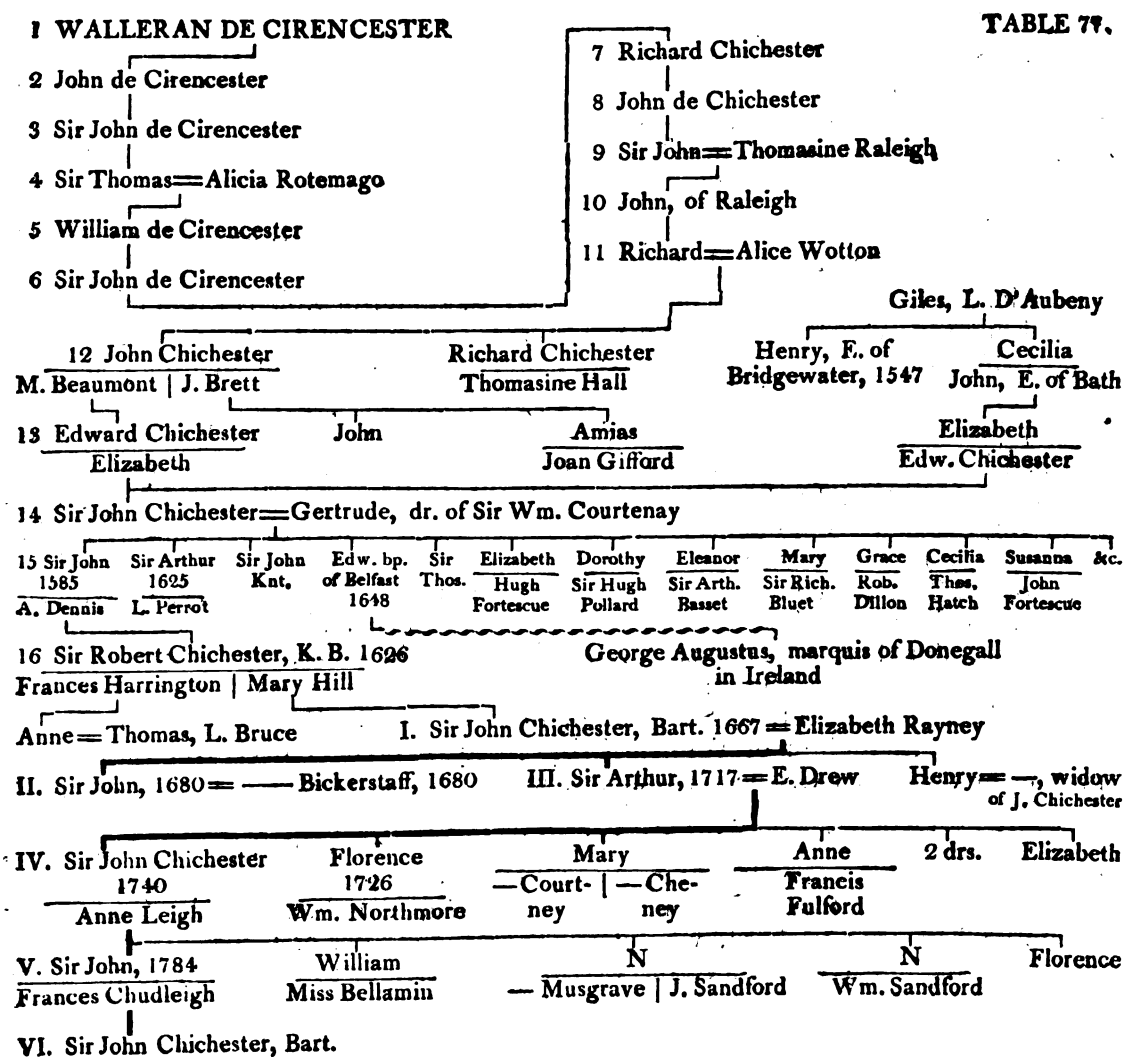 1 WALLERAN DE CIRENCESTER
TABLE 77.
2 John de Cirencester
3 Sir John de Cirencester
4 Sir Thomas=Alicia Rotemago
5 William de Cirencester
6 Sir John de Cirencester
7 Richard Chichester
8 John de Chichester
9 Sir John=Thomasine Raleigh
10 John, of Raleigh
11 Richard=Alice Wotton
Giles, L. D'Aubeny
12 John Chichester
M. Beaumont | J. Brett
Richard Chichester
Thomasine Hall
Henry, E. of
Bridgewater, 1547
Cecilia
John, E. of Bath
13 Edward Chichester
Elizabeth
John
Amias
Joan Giffard
Elizabeth
Edw. Chichester
14 Sir John Chichester=Gertrude, dr. of Sir Wm. Courtenay
15 Sir John
1585
A. Dennis
Sir Arthur
1625
L. Perrot
Sir John
Knt.
Edw. bp.
of Belfast
1648
Sir
Thos.
Elizabeth
Hugh
Fortescue
Dorothy
Sir Hugh
Pollard
Eleanor
Sir Arth.
Basset
Mary
Sir Rich.
Bluet
Grace
Rob.
Dillon
Cecilia
Thos.
Hatch
Susanna
John
Fortescue
&c.
16 Sir Robert Chichester, K. B. 1626
Frances Harrington | Mary Hill
George Augustus, marquis of Donegall
in Ireland
Anne=Thomas, L. Bruce
I. Sir John Chichester, Bart. 1667=Elizabeth Rayney
II. Sir John, 1680=—— Bickerstaff, 1680
III. Sir Arthur, 1717=E. Drew
Henry=—, widow
of J. Chichester
IV. Sir John Chichester
1740
Anne Leigh
Florence
1726
Wm. Northmore
Mary
—Court- | —Che-
ney ney
Anne
Francis
Fulford
2 drs.
Elizabeth
V. Sir John, 1784
Frances Chudleigh
William
Miss Bellamin
N
— Musgrave | J. Sandford
N
Wm. Sandford
Florence
VI. Sir John Chichester, Bart.